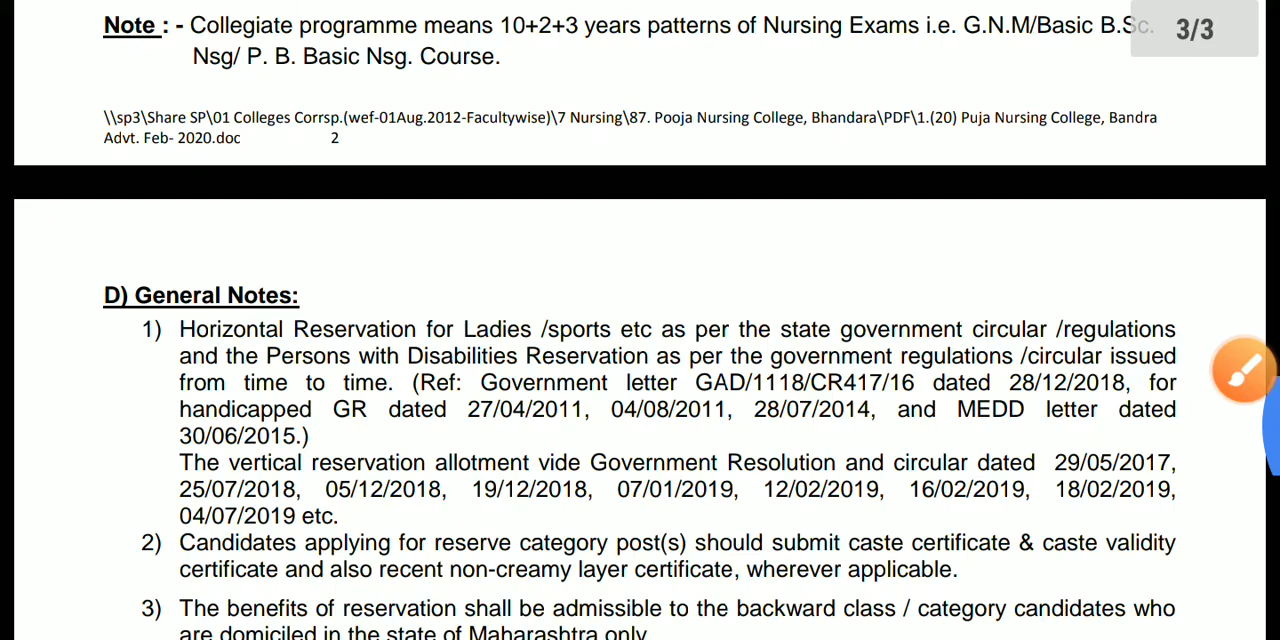 Note : - Collegiate programme means 10+2+3 years patterns of Nursing Exams i.e. G.N.M/Basic B.Sc.
3/3
Nsg/ P. B. Basic Nsg. Course.
\\sp3\Share SP\01 Colleges Corrsp.(wef-01Aug.2012-Facultywise)\7 Nursing\87. Pooja Nursing College, Bhandara\PDF\1.(20) Puja Nursing College, Bandra
Advt. Feb- 2020.doc 2
D) General Notes:
1) Horizontal Reservation for Ladies /sports etc as per the state government circular /regulations
and the Persons with Disabilities Reservation as per the government regulations /circular issued
from time to time. (Ref: Government letter GAD/1118/CR417/16 dated 28/12/2018, for
handicapped GR dated 27/04/2011, 04/08/2011, 28/07/2014, and MEDD letter dated
30/06/2015.)
The vertical reservation allotment vide Government Resolution and circular dated 29/05/2017,
25/07/2018, 05/12/2018, 19/12/2018, 07/01/2019, 12/02/2019, 16/02/2019, 18/02/2019,
04/07/2019 etc.
2) Candidates applying for reserve category post(s) should submit caste certificate & caste validity
certificate and also recent non-creamy layer certificate, wherever applicable.
3) The benefits of reservation shall be admissible to the backward class / category candidates who
are domiciled in the state of Maharashtra only